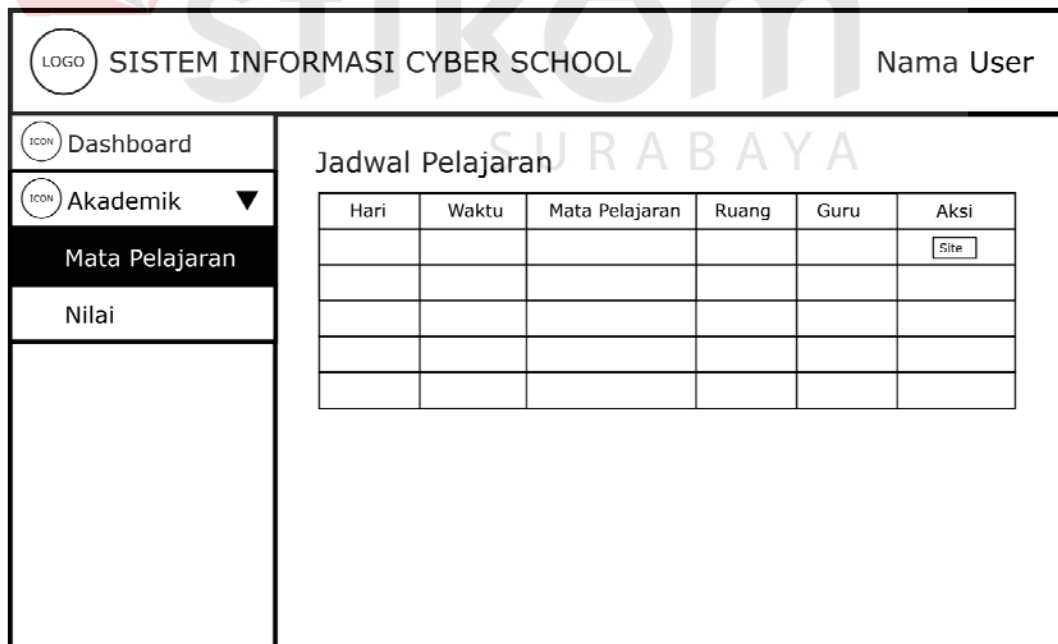 stikom
SURABAYA
LOGO SISTEM INFORMASI CYBER SCHOOL Nama User
ICON Dashboard
ICON Akademik ▼
Mata Pelajaran
Nilai
Jadwal Pelajaran
Hari Waktu Mata Pelajaran Ruang Guru Aksi
Site